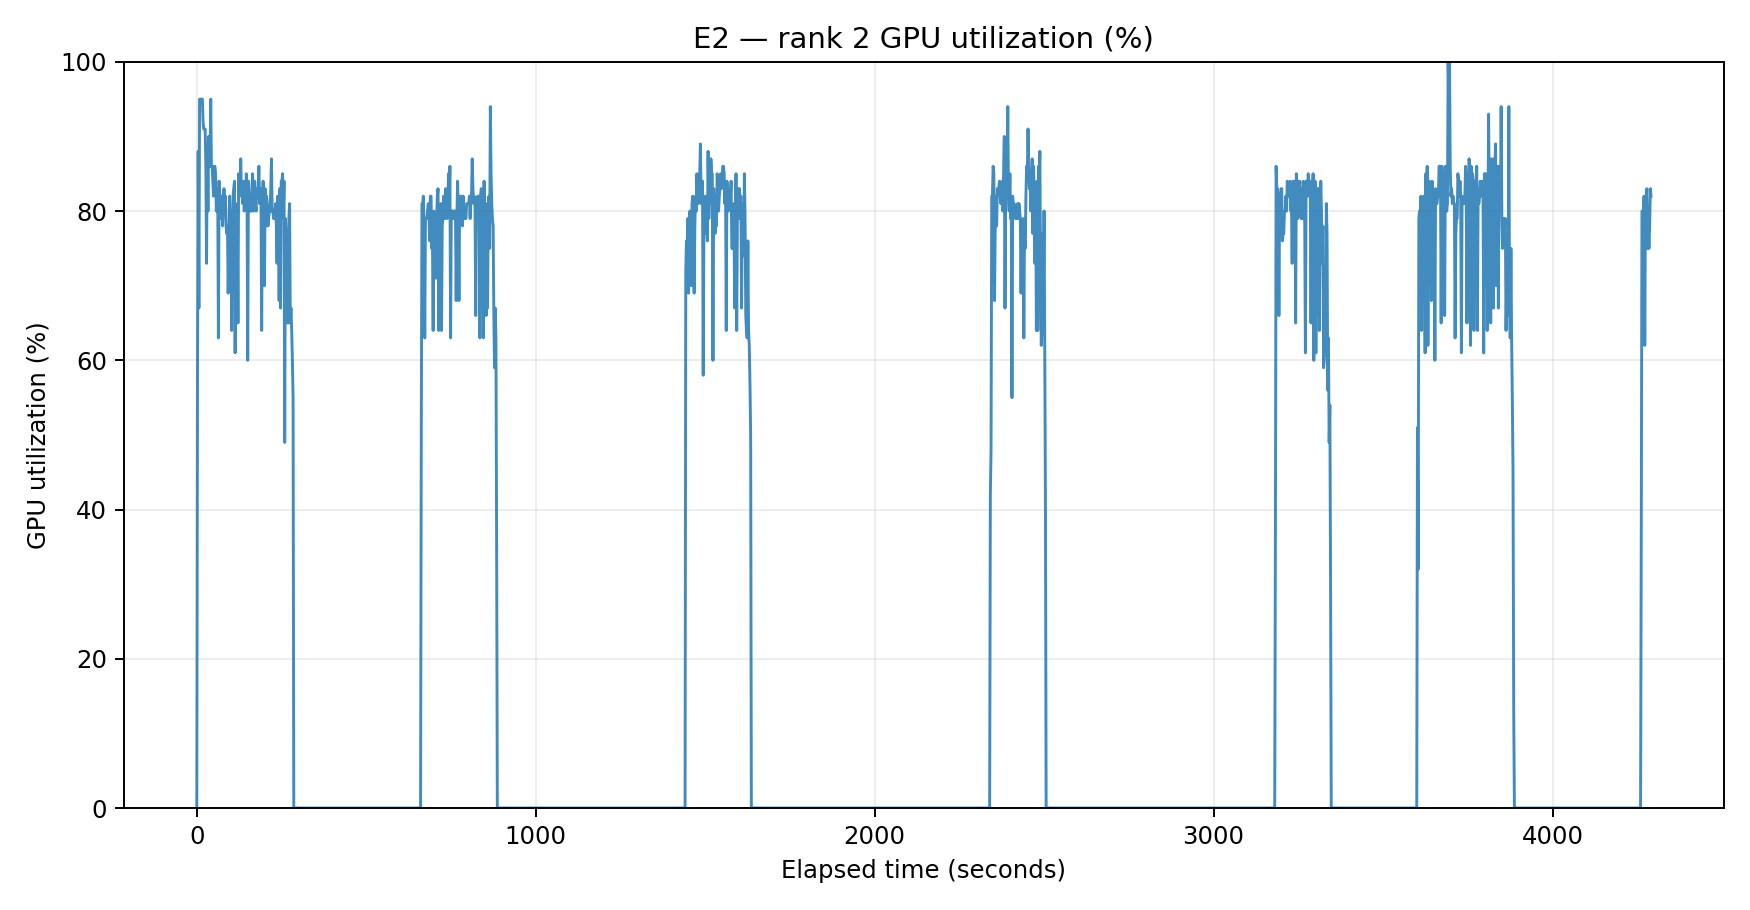 E2 — rank 2 GPU utilization (%)
100
80
60
40
20
0
GPU utilization (%)
0 1000 2000 3000 4000
Elapsed time (seconds)